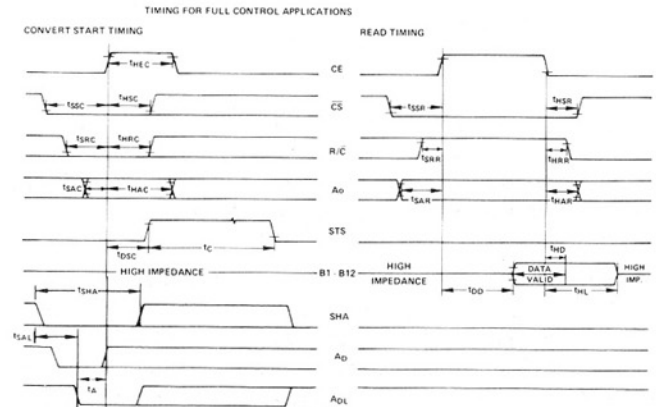 TIMING FOR FULL CONTROL APPLICATIONS
CONVERT START TIMING
READ TIMING
tHEC
CE
tSSC
tHSC
CS
tSSR
tHSR
tSRC
tHRC
R/C
tSRR
tHRR
tSAC
tHAC
Ao
tSAR
tHAR
STS
tDSC
tC
tHD
HIGH IMPEDANCE
B1 - B12
HIGH
IMPEDANCE
DATA
VALID
HIGH
IMP.
tSHA
tDD
tHL
SHA
tSAL
AD
tA
ADL